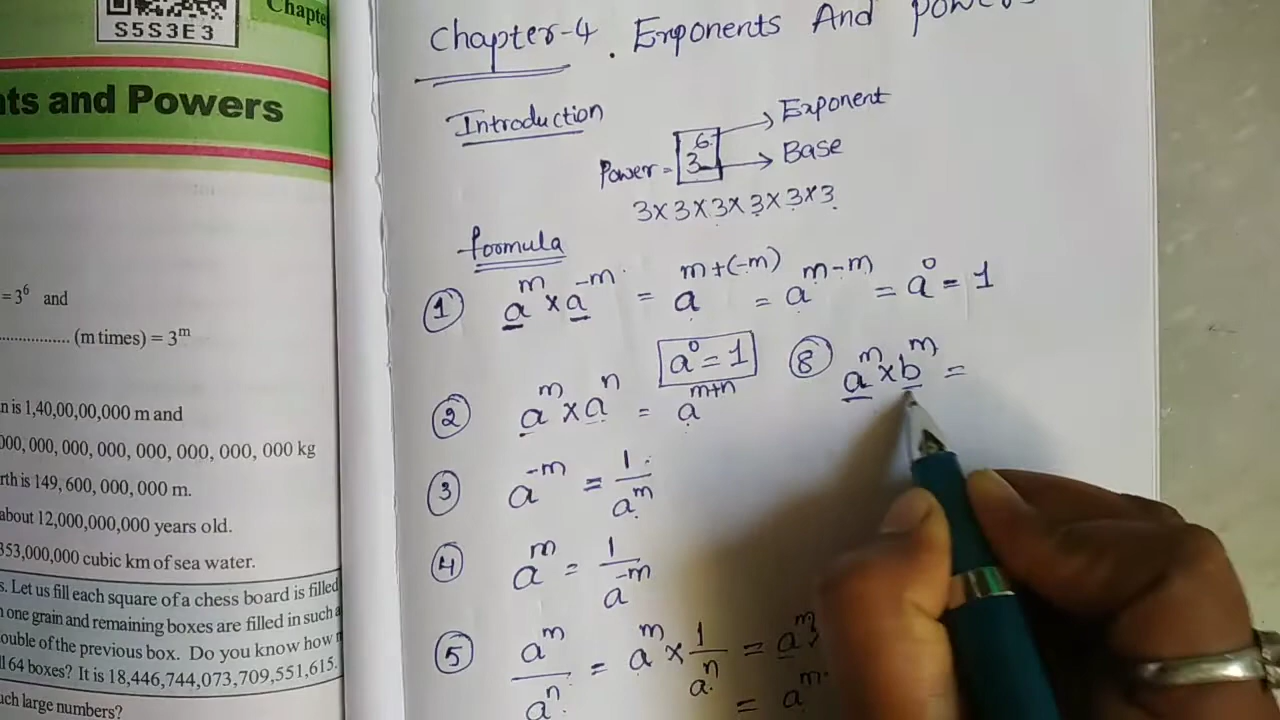 Chapte
S5S3E3
nts and Powers
= 3⁶ and
................. (m times) = 3ᵐ
n is 1,40,00,00,000 m and
000, 000, 000, 000, 000, 000, 000, 000 kg
rth is 149, 600, 000, 000 m.
about 12,000,000,000 years old.
353,000,000 cubic km of sea water.
s. Let us fill each square of a chess board is filled
one grain and remaining boxes are filled in such a
ouble of the previous box. Do you know how
ll 64 boxes? It is 18,446,744,073,709,551,615.
uch large numbers?
Chapter-4 . Exponents And Powers
Introduction
Exponent
Power = 3⁶ Base
3×3×3×3×3×3
formula
① aᵐ × a⁻ᵐ = aᵐ⁺⁽⁻ᵐ⁾ = aᵐ⁻ᵐ = a⁰ = 1
a⁰ = 1
② aᵐ × aⁿ = aᵐ⁺ⁿ
⑧ aᵐ × bᵐ =
③ a⁻ᵐ = 1/aᵐ
④ aᵐ = 1/a⁻ᵐ
⑤ aᵐ/aⁿ = aᵐ × 1/aⁿ = aᵐ
= aᵐ